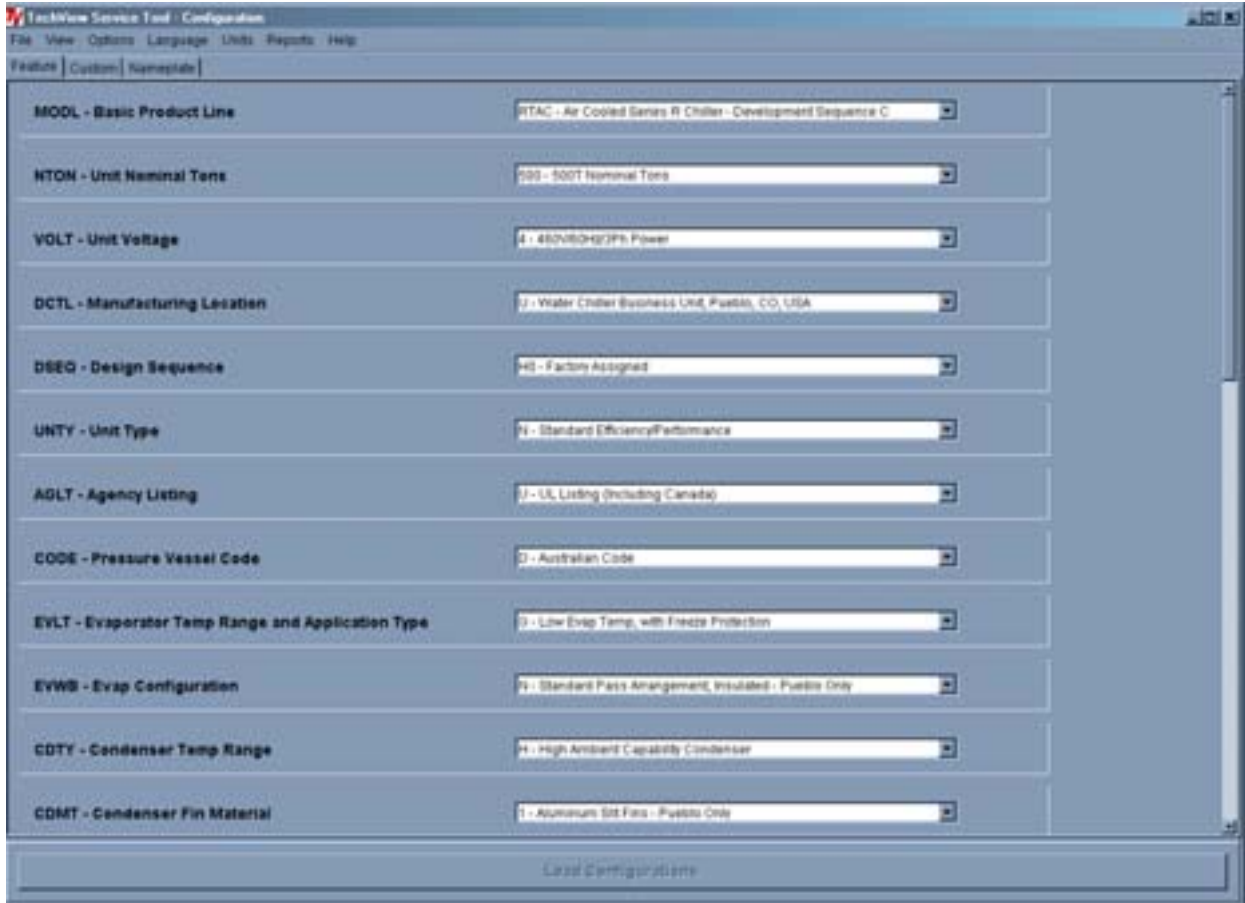 TechView Service Tool - Configuration
File View Options Language Units Reports Help
Feature Custom Nameplate
MODL - Basic Product Line
RTAC - Air Cooled Series R Chiller - Development Sequence C
NTON - Unit Nominal Tons
500 - 500T Nominal Tons
VOLT - Unit Voltage
4 - 460V/60Hz/3Ph Power
DCTL - Manufacturing Location
U - Water Chiller Business Unit, Pueblo, CO, USA
DSEQ - Design Sequence
H0 - Factory Assigned
UNTY - Unit Type
N - Standard Efficiency/Performance
AGLT - Agency Listing
U - UL Listing (Including Canada)
CODE - Pressure Vessel Code
D - Australian Code
EVLT - Evaporator Temp Range and Application Type
- Low Evap Temp, with Freeze Protection
EVWB - Evap Configuration
N - Standard Pass Arrangement, Insulated - Pueblo Only
CDTY - Condenser Temp Range
H - High Ambient Capability Condenser
CDMT - Condenser Fin Material
1 - Aluminum Slit Fins - Pueblo Only
Load Configurations